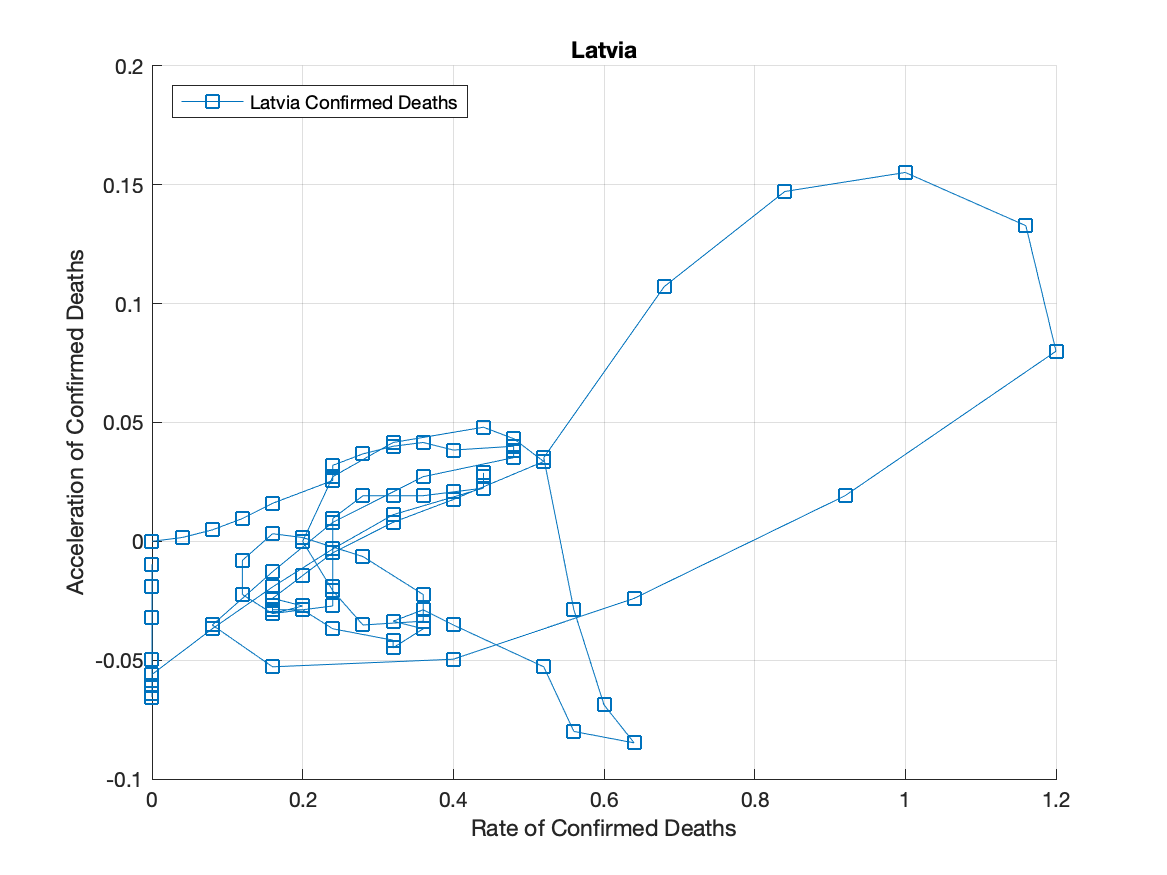 Latvia
Latvia Confirmed Deaths
0.2
0.15
0.1
0.05
0
-0.05
-0.1
Acceleration of Confirmed Deaths
0 0.2 0.4 0.6 0.8 1 1.2
Rate of Confirmed Deaths